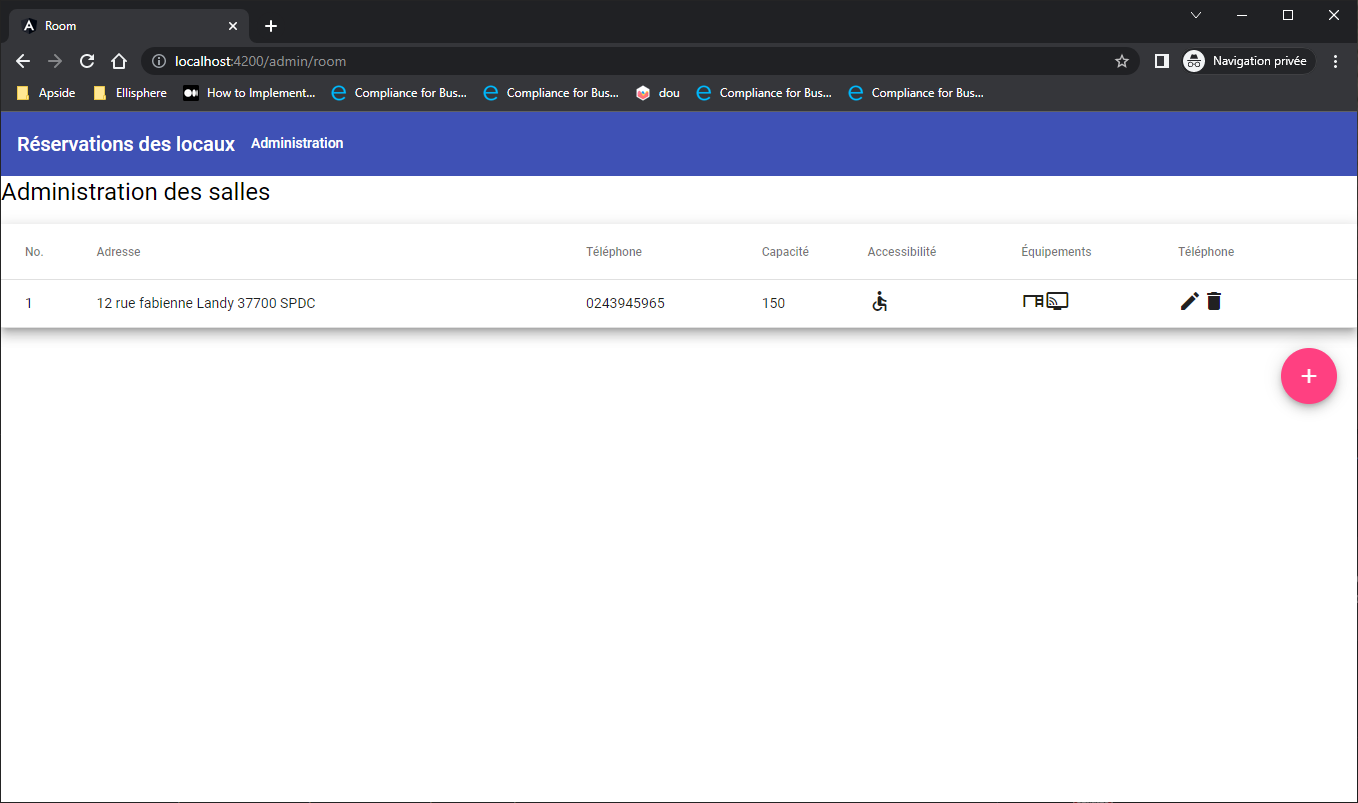 Room
localhost:4200/admin/room
Navigation privée
Apside Ellisphere How to Implement... Compliance for Bus... Compliance for Bus... dou Compliance for Bus... Compliance for Bus...
Réservations des locaux Administration
Administration des salles
No. Adresse Téléphone Capacité Accessibilité Équipements Téléphone
1 12 rue fabienne Landy 37700 SPDC 0243945965 150